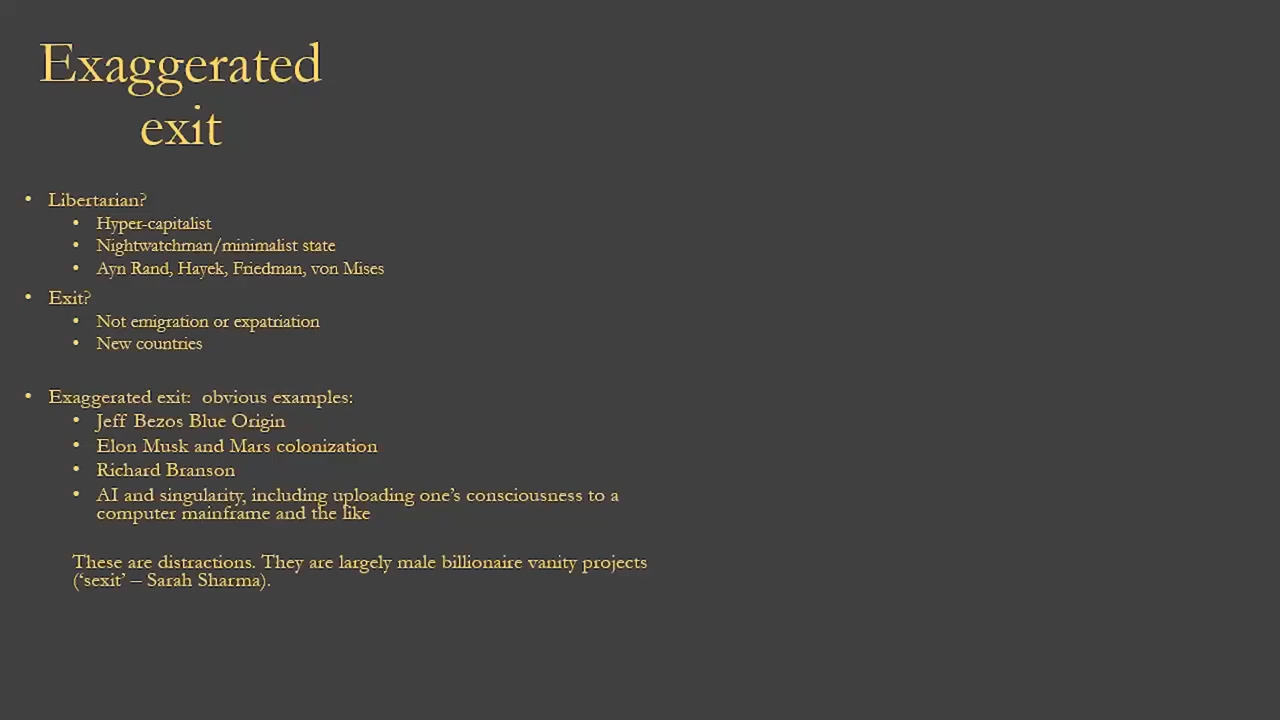 Exaggerated
exit
• Libertarian?
• Hyper-capitalist
• Nightwatchman/minimalist state
• Ayn Rand, Hayek, Friedman, von Mises
• Exit?
• Not emigration or expatriation
• New countries
• Exaggerated exit:  obvious examples:
• Jeff Bezos Blue Origin
• Elon Musk and Mars colonization
• Richard Branson
• AI and singularity, including uploading one’s consciousness to a
computer mainframe and the like
These are distractions. They are largely male billionaire vanity projects
(‘sexit’ – Sarah Sharma).